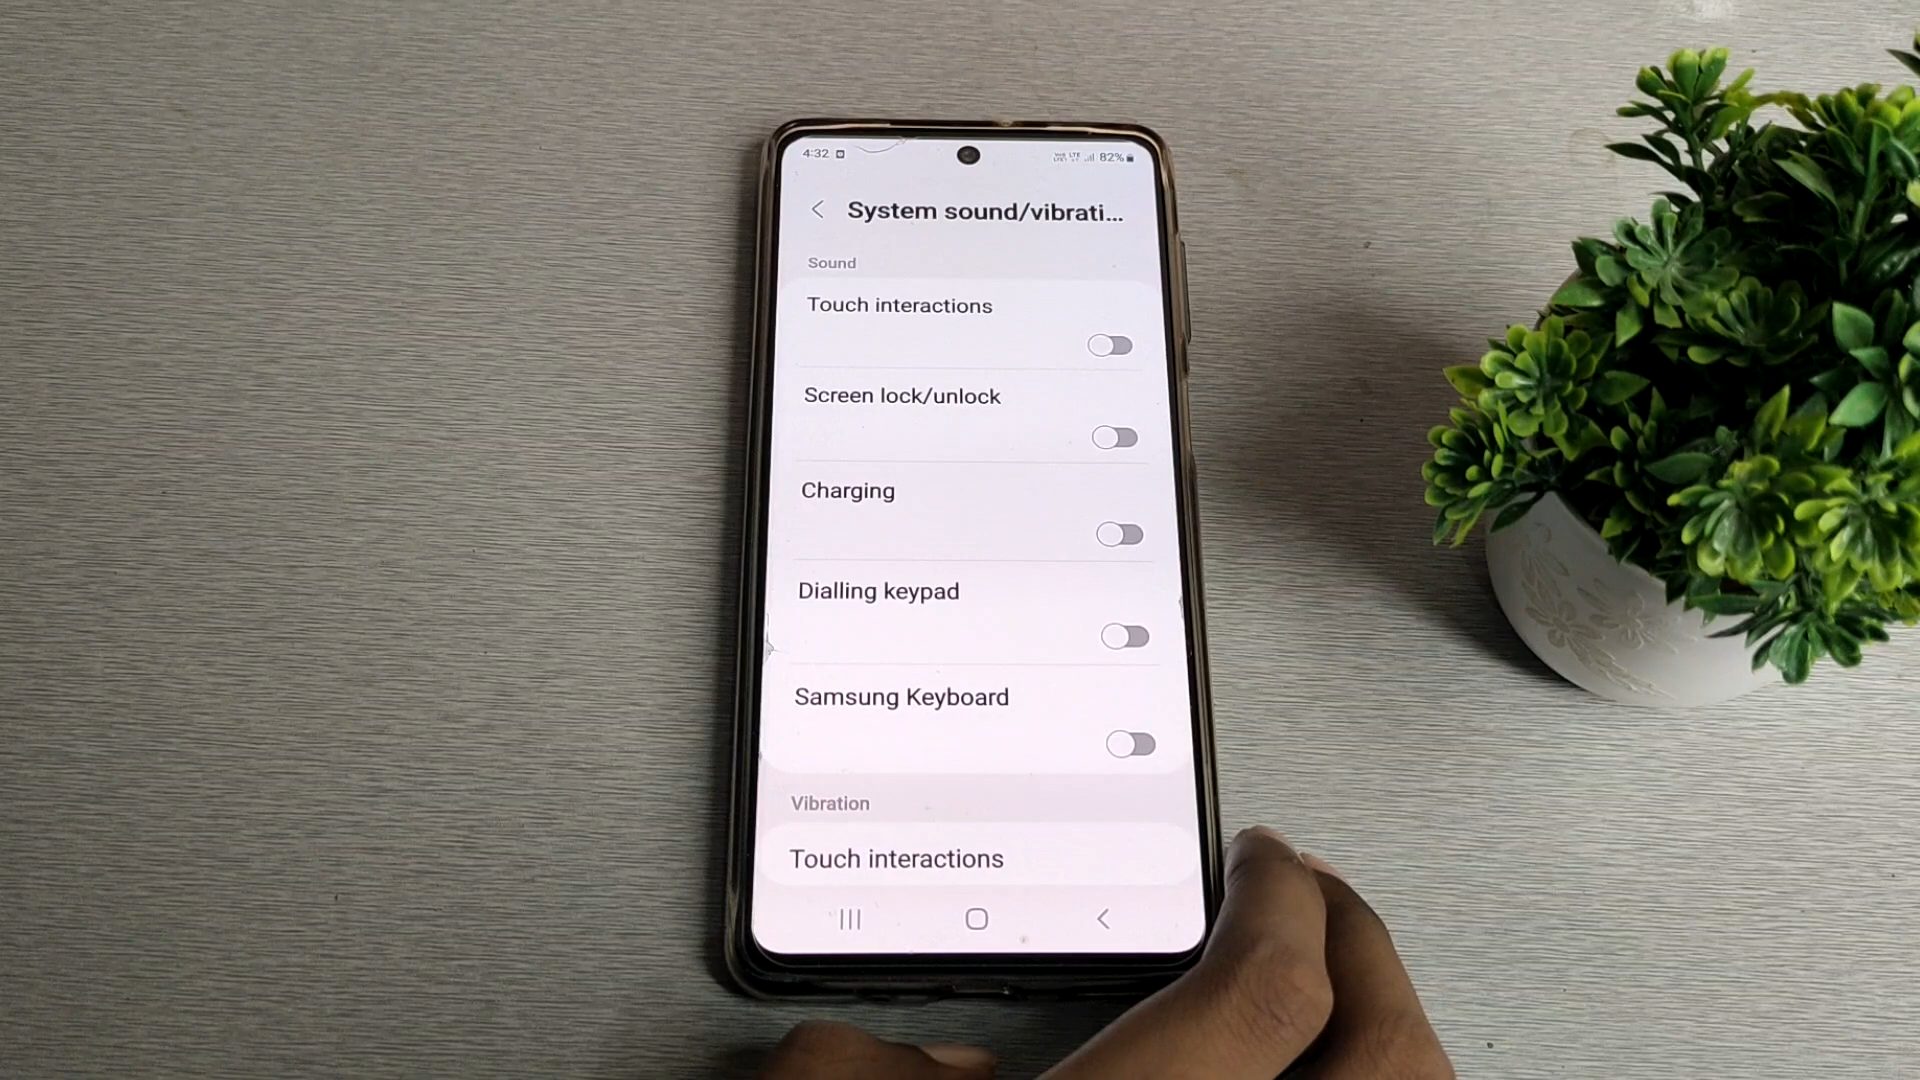 4:32
LTE 82%
System sound/vibrati...
Sound
Touch interactions
Screen lock/unlock
Charging
Dialling keypad
Samsung Keyboard
Vibration
Touch interactions